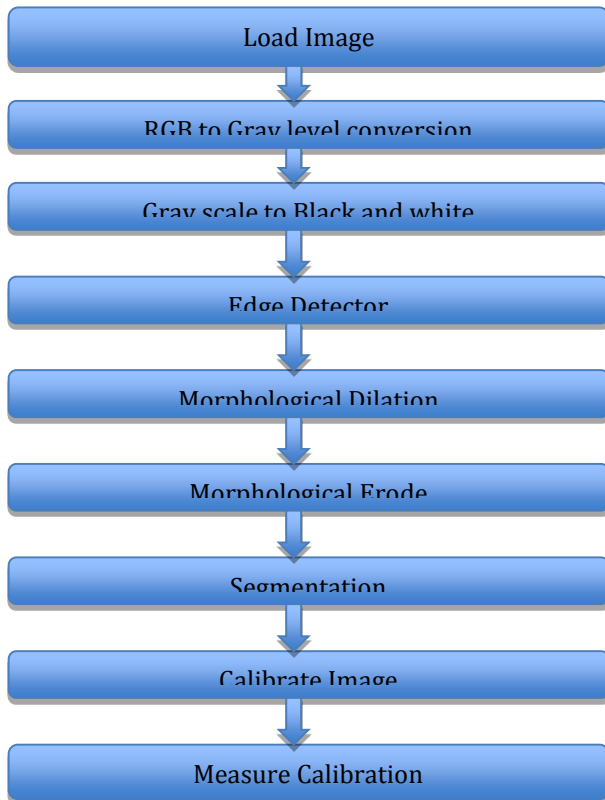 Load Image
RGB to Gray level conversion
Gray scale to Black and white
Edge Detector
Morphological Dilation
Morphological Erode
Segmentation
Calibrate Image
Measure Calibration